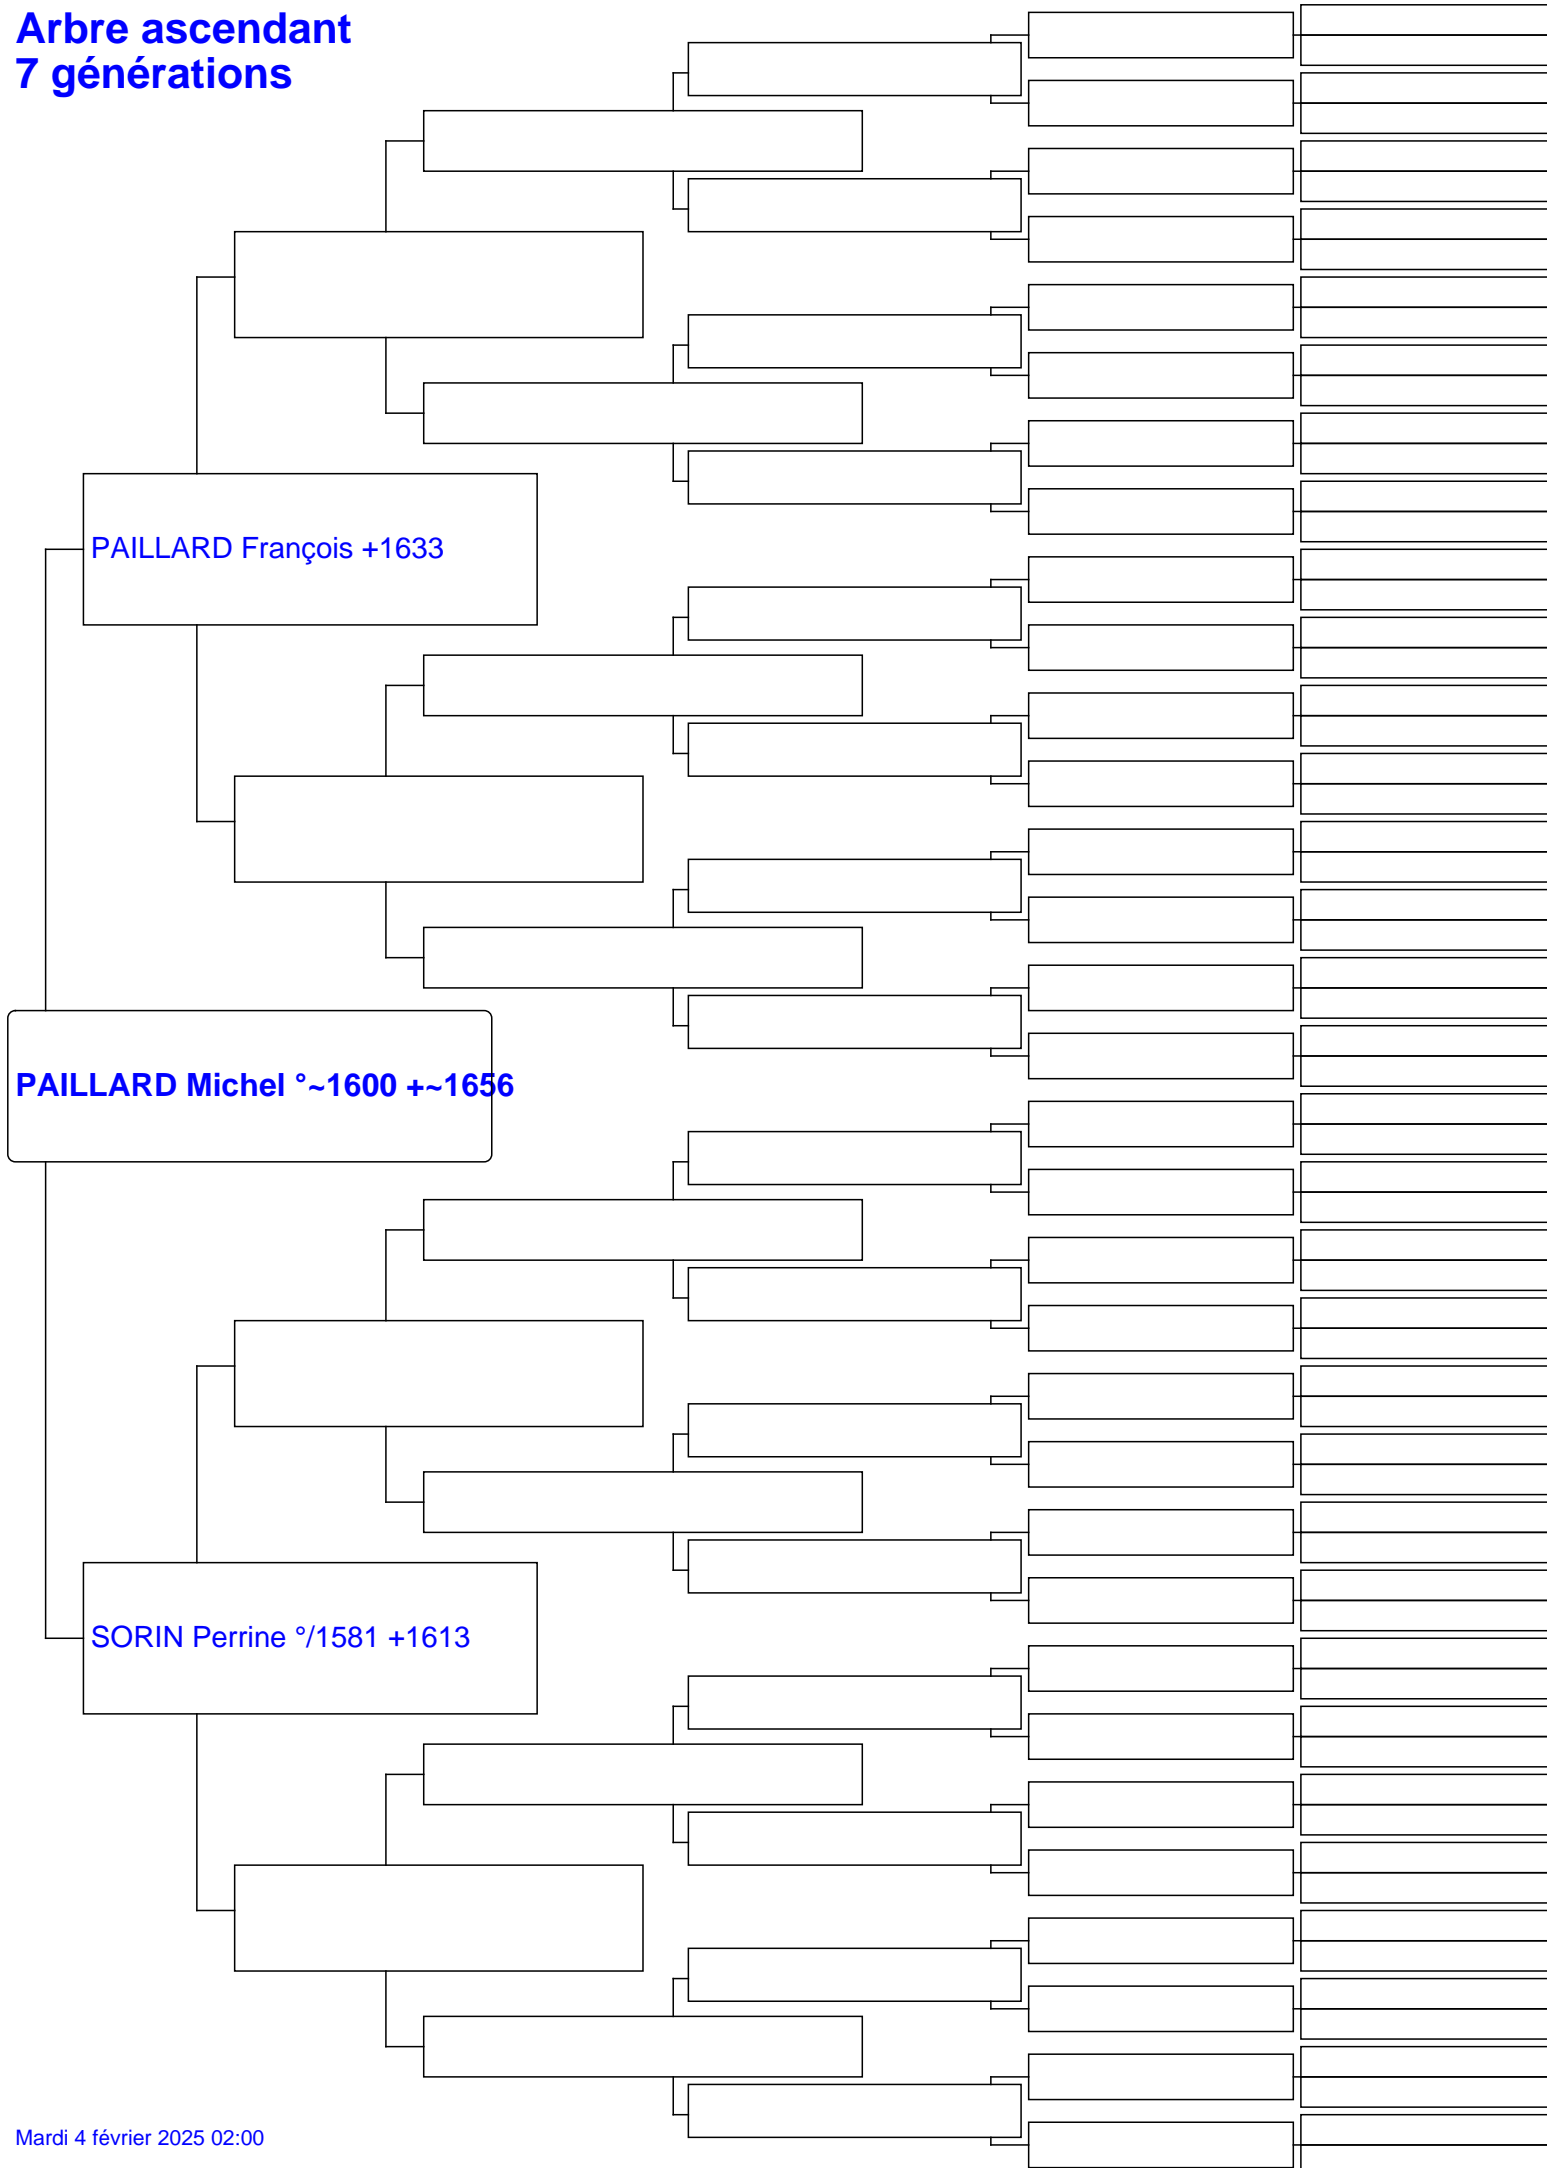 Arbre ascendant
7 générations
PAILLARD François +1633
PAILLARD Michel °~1600 +~1656
SORIN Perrine °/1581 +1613
Mardi 4 février 2025 02:00